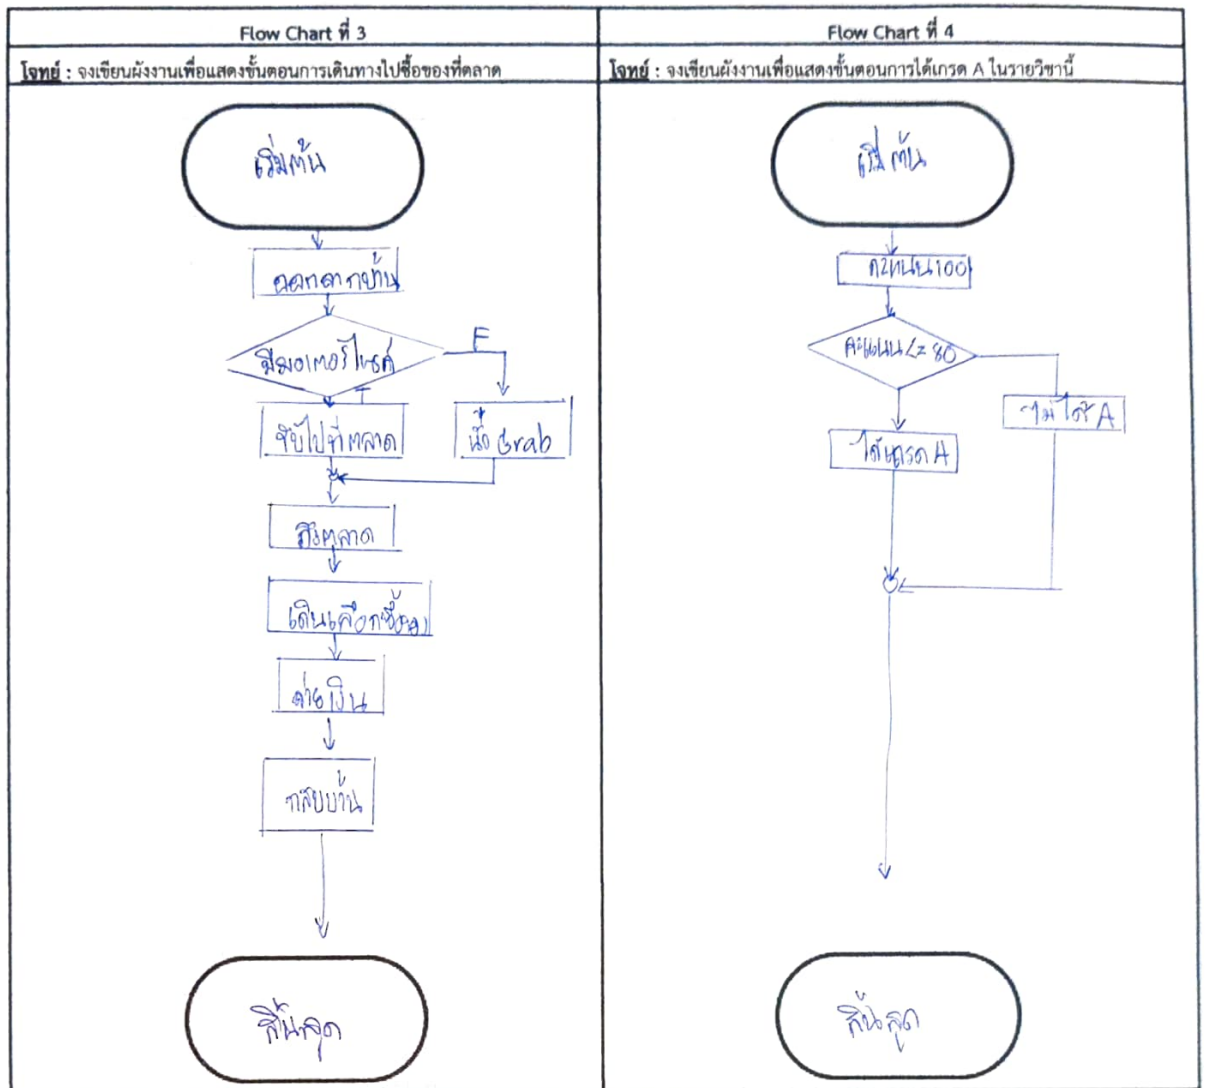 Flow Chart ที่ 3
โจทย์ : จงเขียนผังงานเพื่อแสดงขั้นตอนการเดินทางไปซื้อของที่ตลาด
เริ่มต้น
ออกจากบ้าน
มีมอเตอร์ไซค์
F
T
ขับไปที่ตลาด
นั่ง Grab
ถึงตลาด
เดินเลือกซื้อของ
จ่ายเงิน
กลับบ้าน
สิ้นสุด
Flow Chart ที่ 4
โจทย์ : จงเขียนผังงานเพื่อแสดงขั้นตอนการได้เกรด A ในรายวิชานี้
เริ่มต้น
คะแนน 100
คะแนน <= 80
ไม่ได้ A
ได้เกรด A
สิ้นสุด